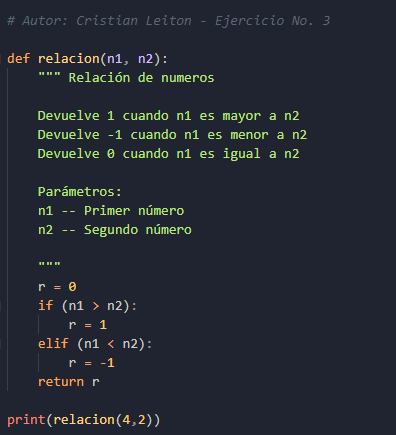 # Autor: Cristian Leiton - Ejercicio No. 3
def relacion(n1, n2):
""" Relación de numeros
Devuelve 1 cuando n1 es mayor a n2
Devuelve -1 cuando n1 es menor a n2
Devuelve 0 cuando n1 es igual a n2
Parámetros:
n1 -- Primer número
n2 -- Segundo número
"""
r = 0
if (n1 > n2):
r = 1
elif (n1 < n2):
r = -1
return r
print(relacion(4,2))